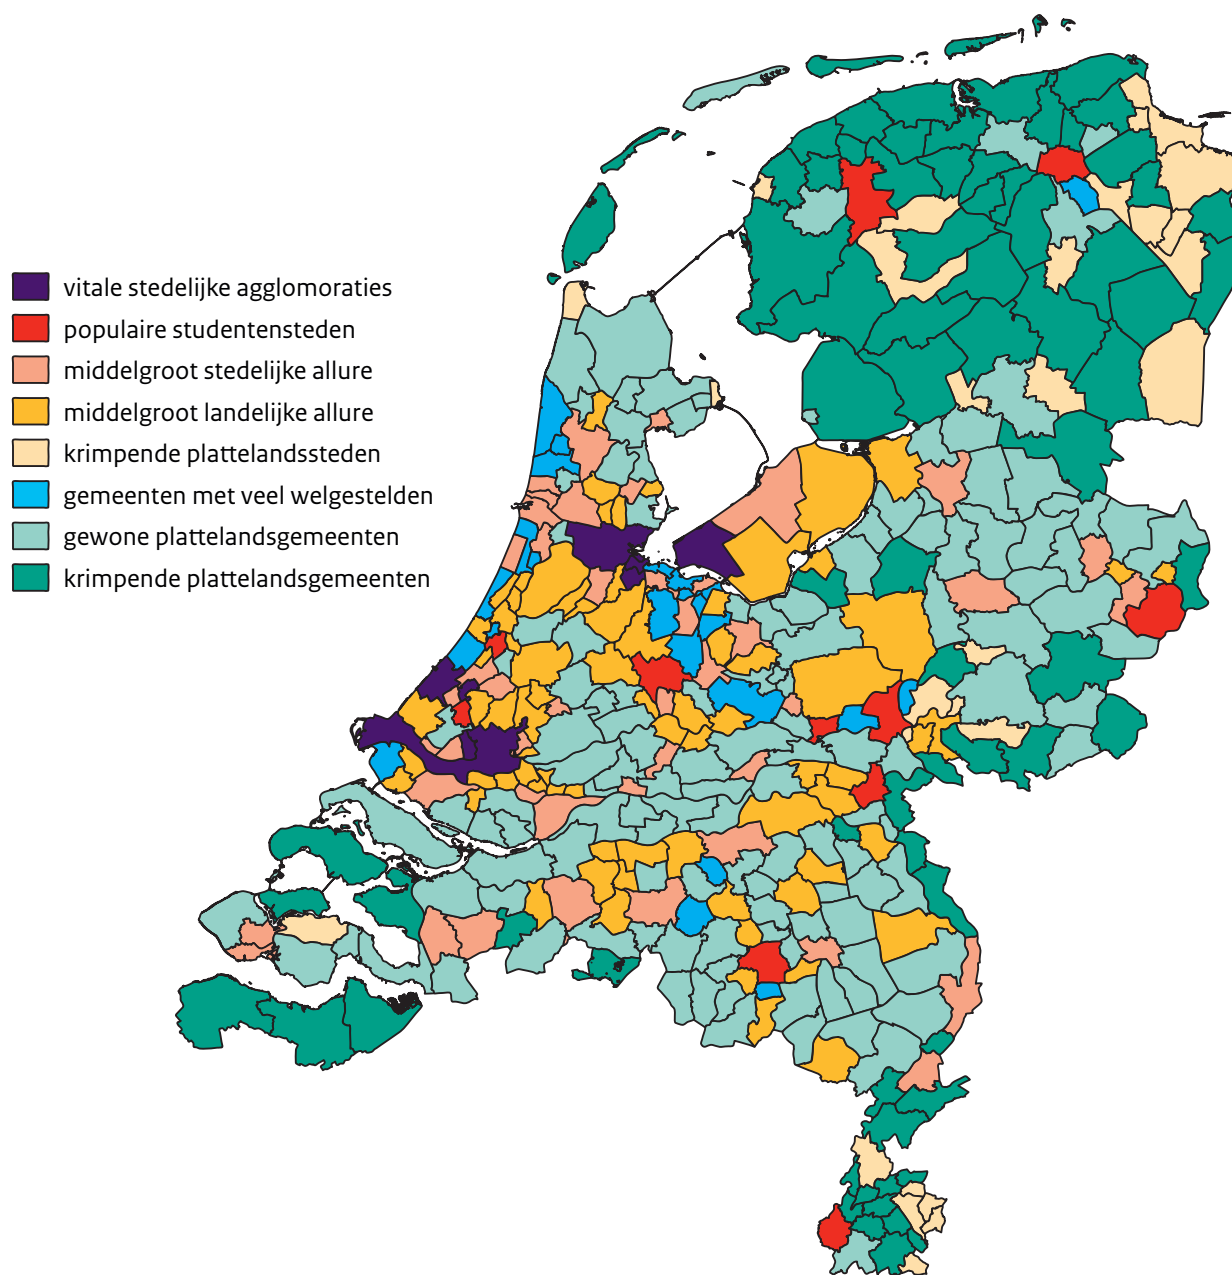 vitale stedelijke agglomoraties
populaire studentensteden
middelgroot stedelijke allure
middelgroot landelijke allure
krimpende plattelandssteden
gemeenten met veel welgestelden
gewone plattelandsgemeenten
krimpende plattelandsgemeenten